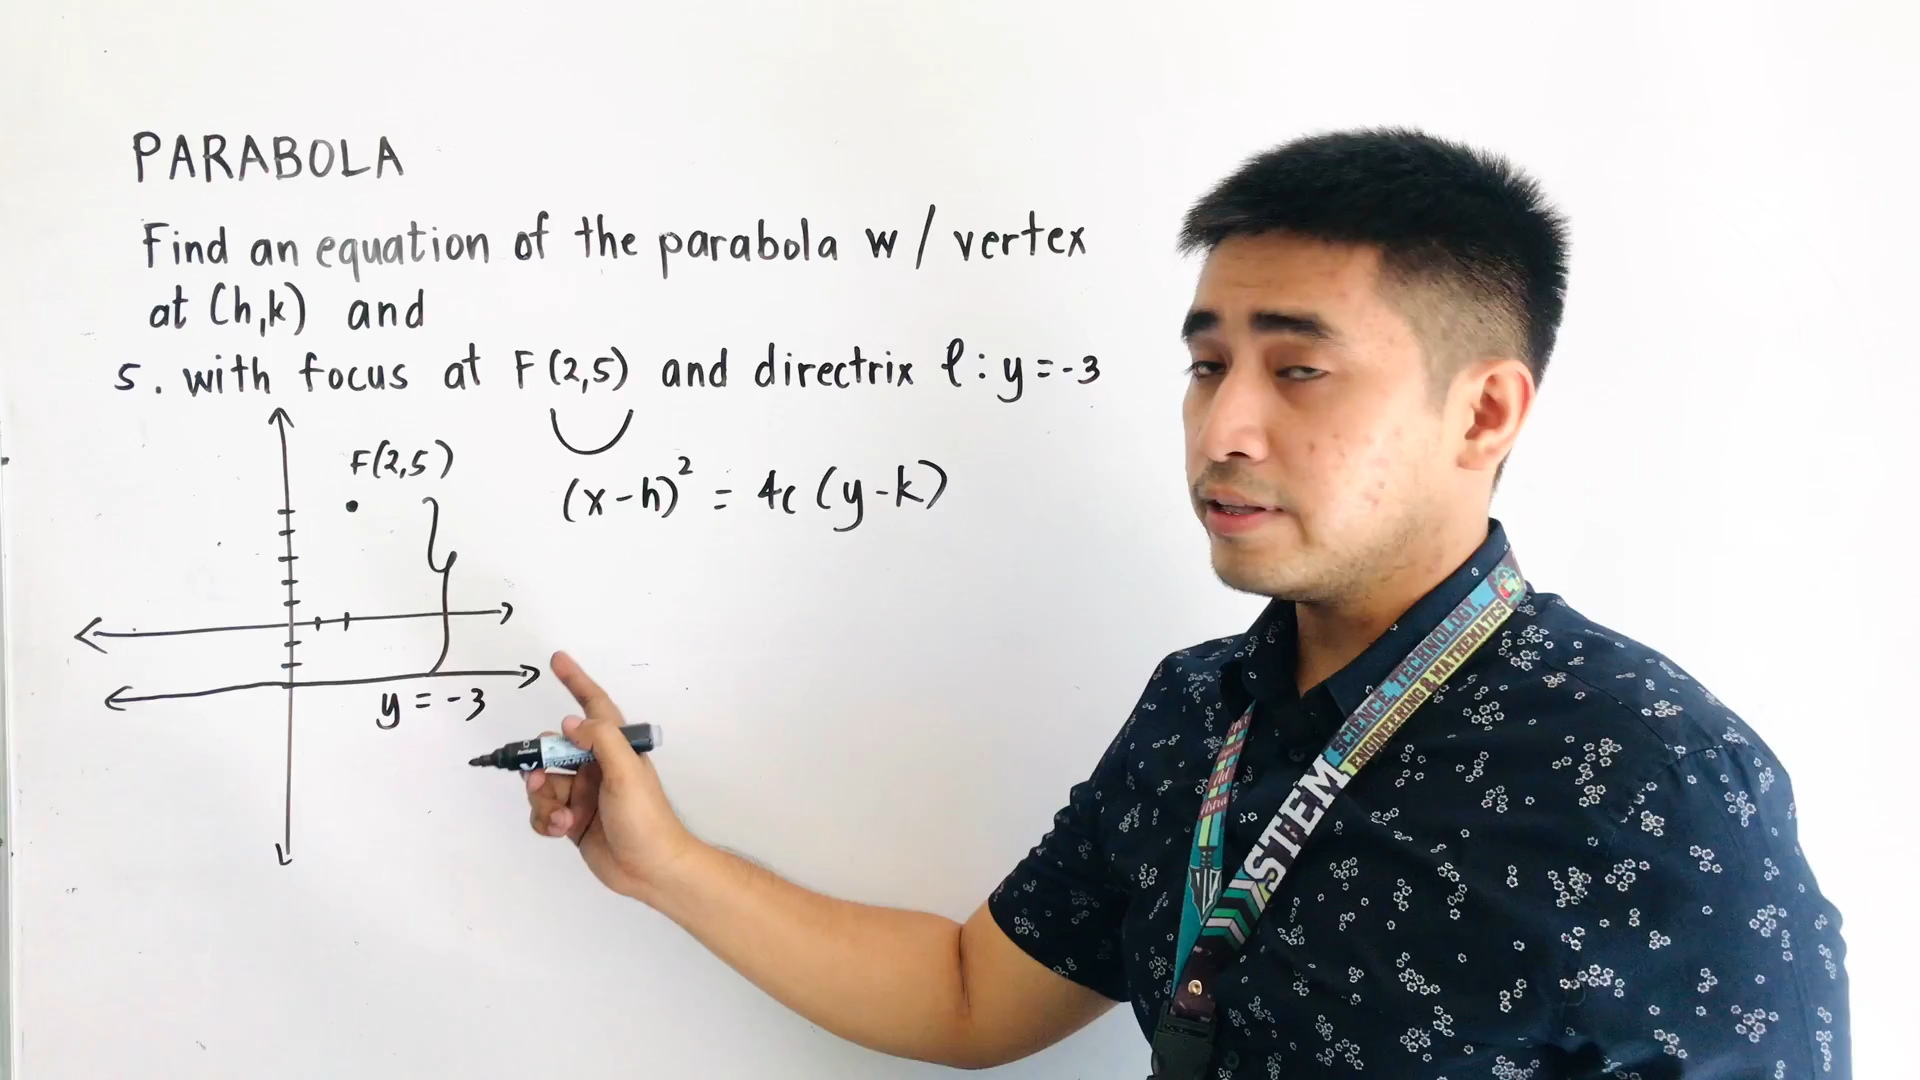 PARABOLA
Find an equation of the parabola w/ vertex
at (h,k) and
5. with focus at F(2,5) and directrix ℓ: y=-3
F(2,5)
(x-h)² = 4c(y-k)
y = -3
SCIENCE, TECHNOLOGY,
ENGINEERING & MATHEMATICS
STEM